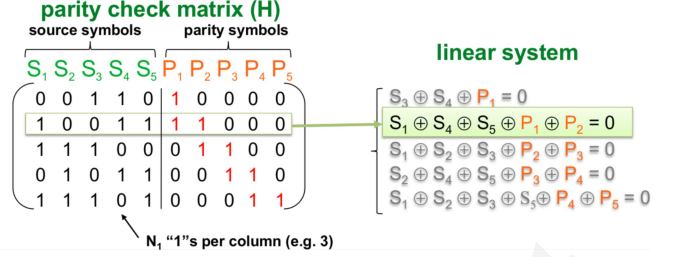 parity check matrix (H)
source symbols parity symbols
linear system
S₁ S₂ S₃ S₄ S₅ P₁ P₂ P₃ P₄ P₅
0 0 1 1 0 1 0 0 0 0
1 0 0 1 1 1 1 0 0 0
1 1 1 0 0 0 1 1 0 0
0 1 0 1 1 0 0 1 1 0
1 1 1 0 1 0 0 0 1 1
S₃ ⊕ S₄ ⊕ P₁ = 0
S₁ ⊕ S₄ ⊕ S₅ ⊕ P₁ ⊕ P₂ = 0
S₁ ⊕ S₂ ⊕ S₃ ⊕ P₂ ⊕ P₃ = 0
S₂ ⊕ S₄ ⊕ S₅ ⊕ P₃ ⊕ P₄ = 0
S₁ ⊕ S₂ ⊕ S₃ ⊕ S₅⊕ P₄ ⊕ P₅ = 0
N₁ “1”s per column (e.g. 3)